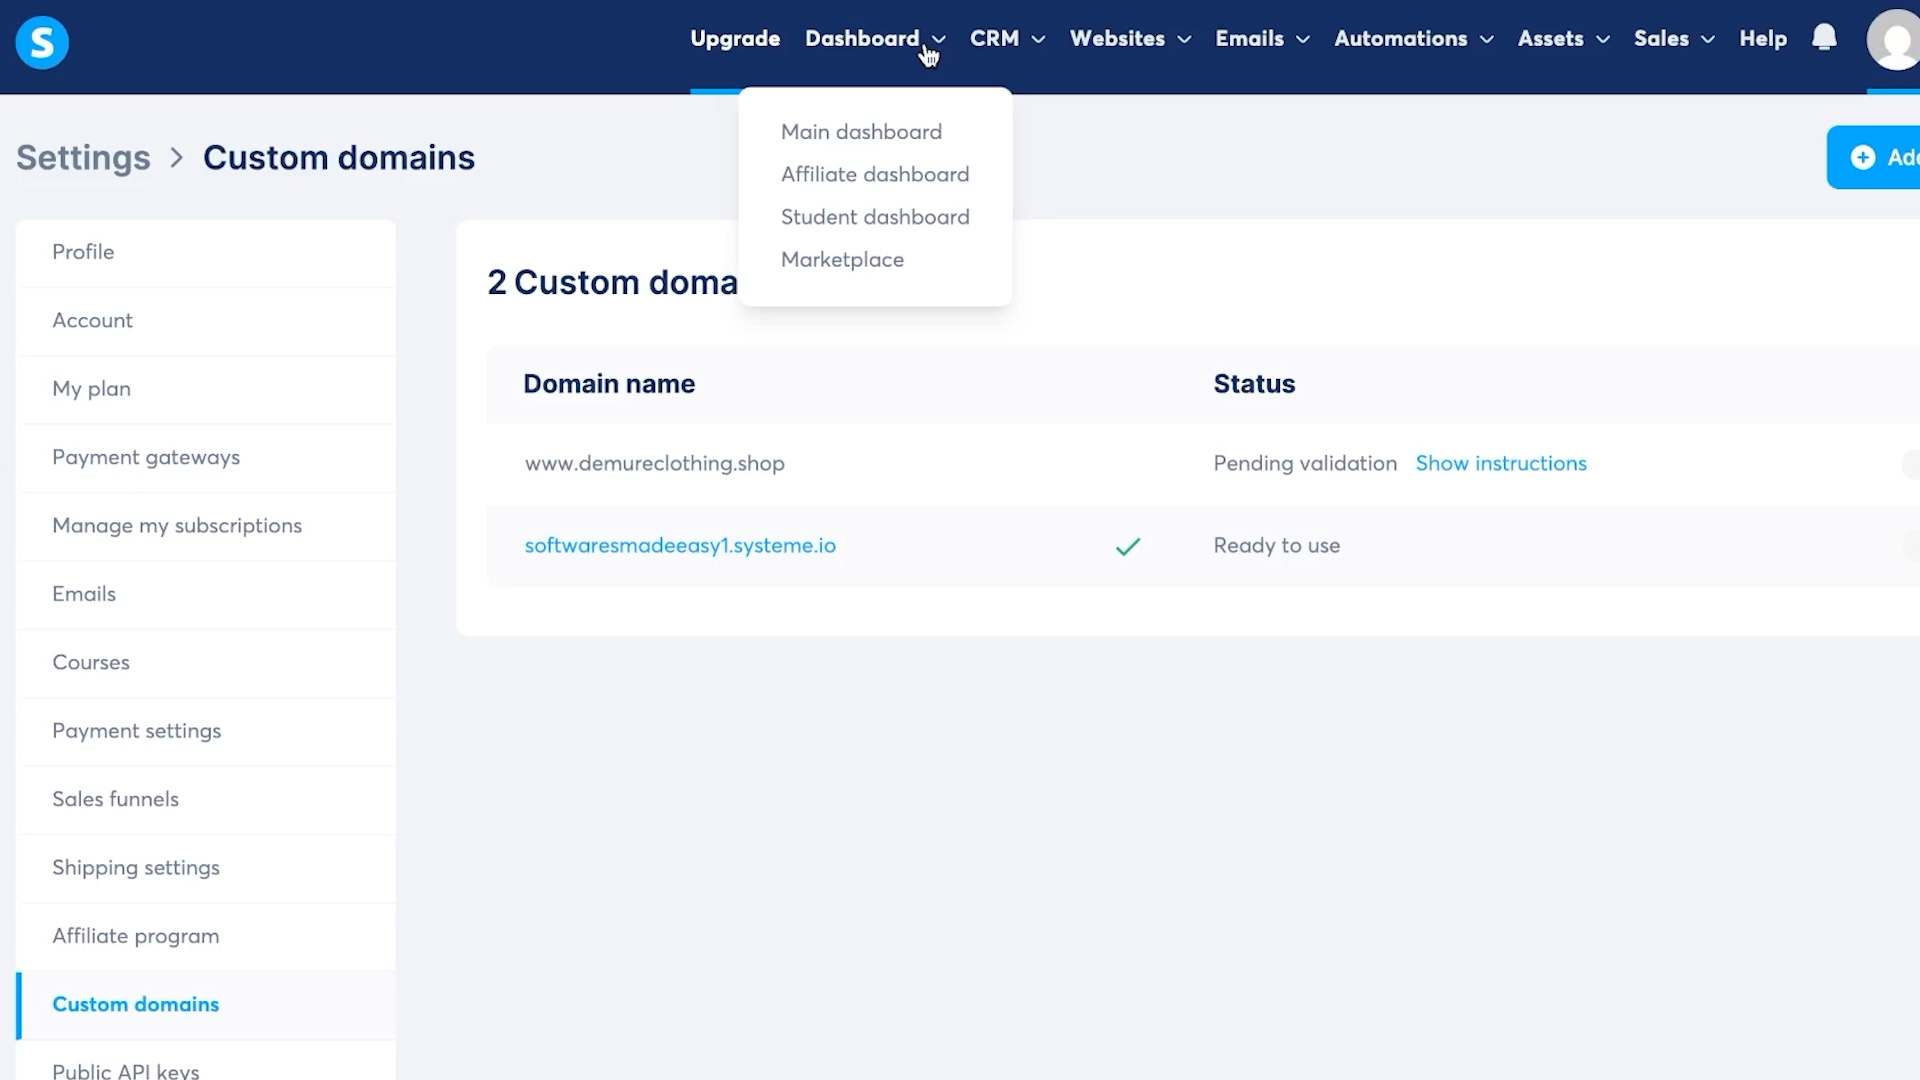 S
Upgrade Dashboard CRM Websites Emails Automations Assets Sales Help
Main dashboard
Affiliate dashboard
Student dashboard
Marketplace
Settings > Custom domains
Profile
Account
My plan
Payment gateways
Manage my subscriptions
Emails
Courses
Payment settings
Sales funnels
Shipping settings
Affiliate program
Custom domains
Public API keys
2 Custom doma
Domain name Status
www.demureclothing.shop Pending validation Show instructions
softwaresmadeeasy1.systeme.io Ready to use